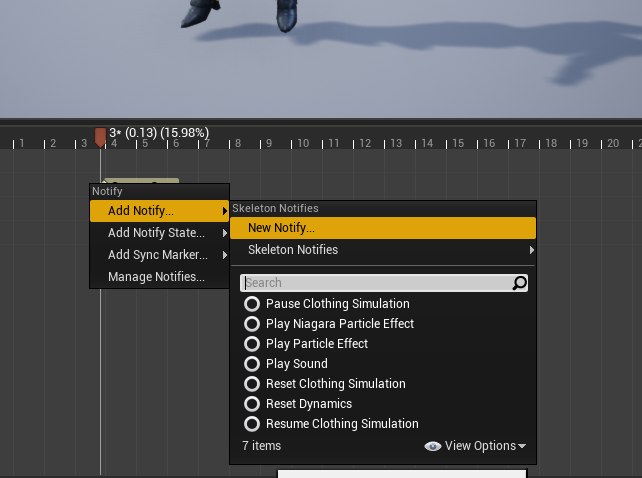 3* (0.13) (15.98%)
1 2 3 4 5 6 7 8 9 10 11 12 13 14 15 16 17 18 19 20
Notify
Add Notify...
Add Notify State...
Add Sync Marker...
Manage Notifies...
Skeleton Notifies
New Notify...
Skeleton Notifies
Search
Pause Clothing Simulation
Play Niagara Particle Effect
Play Particle Effect
Play Sound
Reset Clothing Simulation
Reset Dynamics
Resume Clothing Simulation
7 items View Options